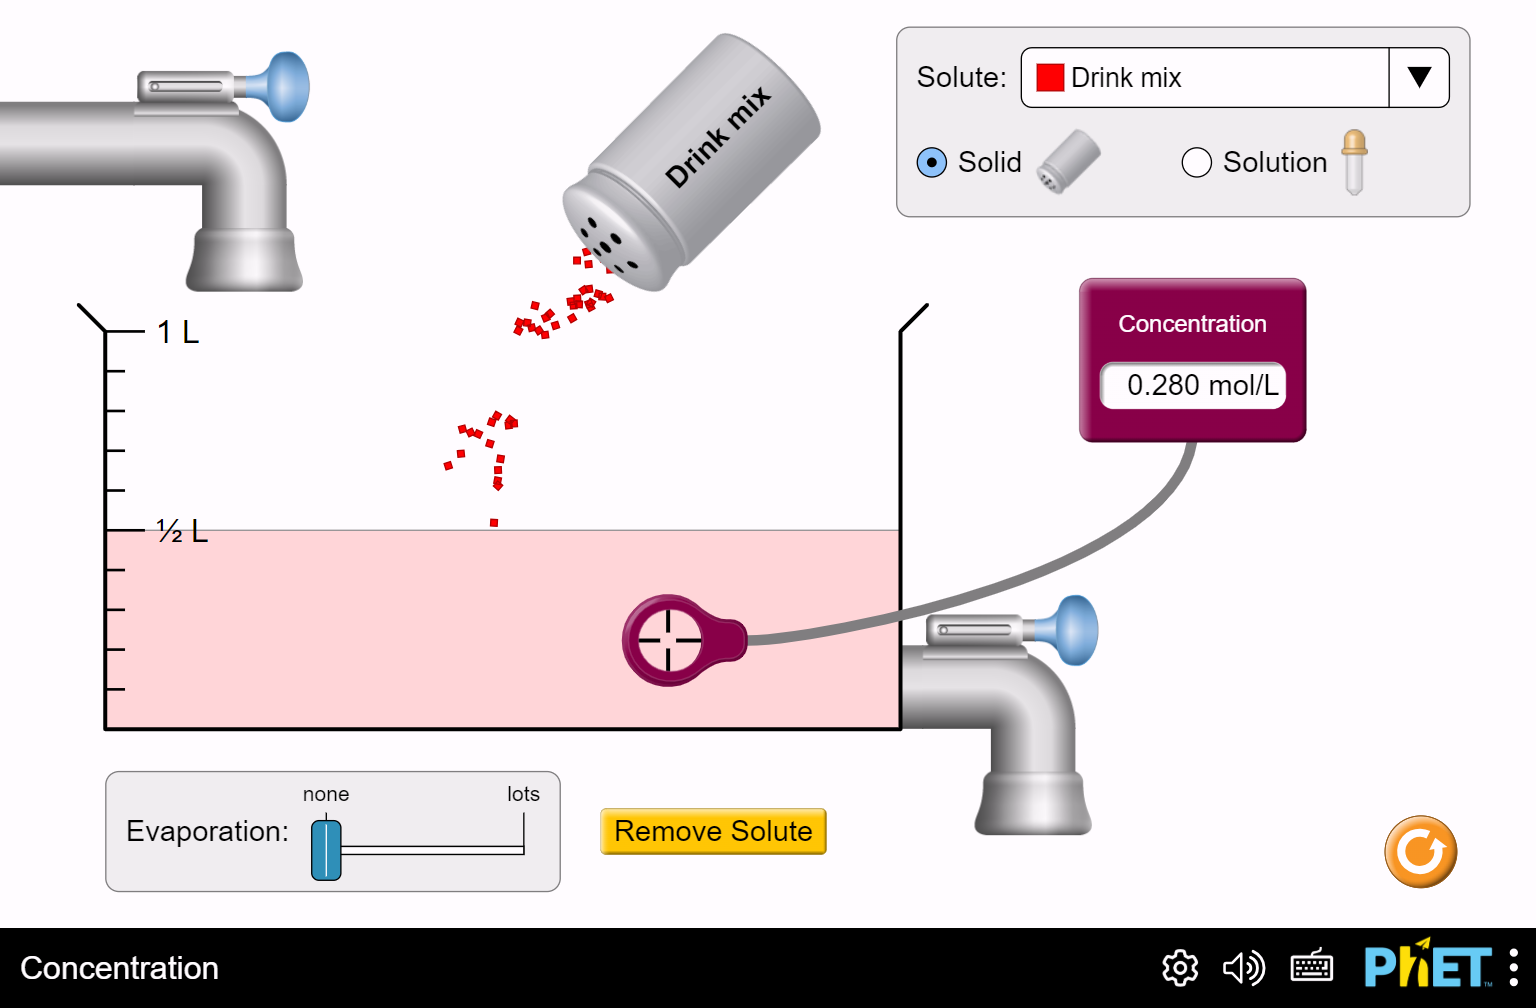 Drink mix
Solute:
Drink mix
Solid
Solution
1 L
½ L
Concentration
0.280 mol/L
none
lots
Evaporation:
Remove Solute
Concentration
PhET
TM